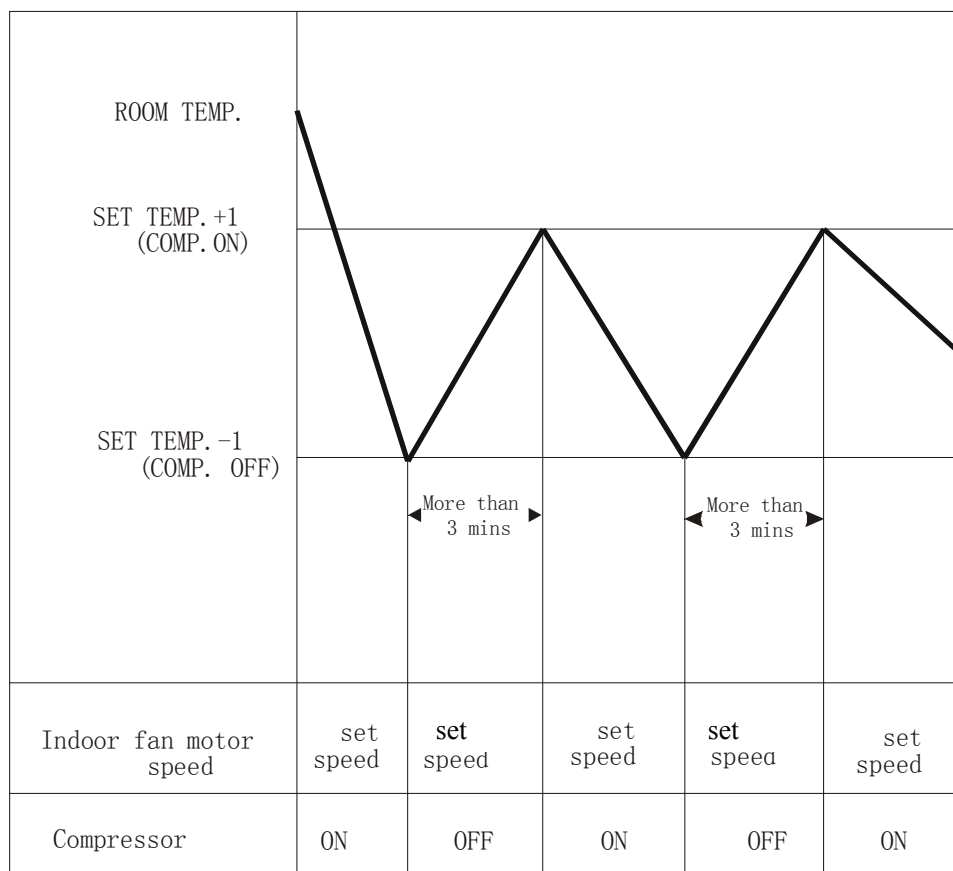 ROOM TEMP.
SET TEMP.+1
(COMP.ON)
SET TEMP.-1
(COMP. OFF)
More than
3 mins
More than
3 mins
Indoor fan motor
speed
set
speed
set
speed
set
speed
set
speed
set
speed
Compressor
ON
OFF
ON
OFF
ON